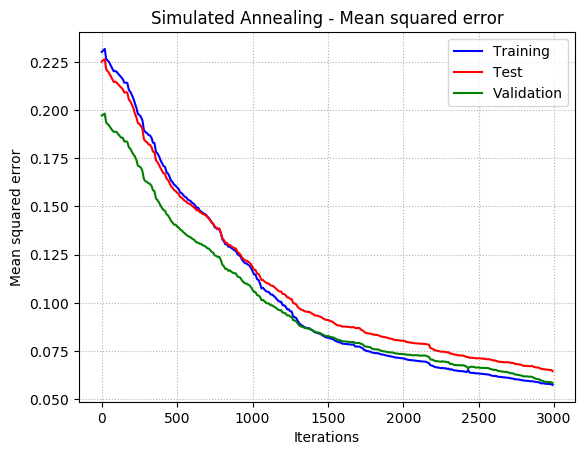 Simulated Annealing - Mean squared error
Mean squared error
0.225
0.200
0.175
0.150
0.125
0.100
0.075
0.050
Training
Test
Validation
0 500 1000 1500 2000 2500 3000
Iterations